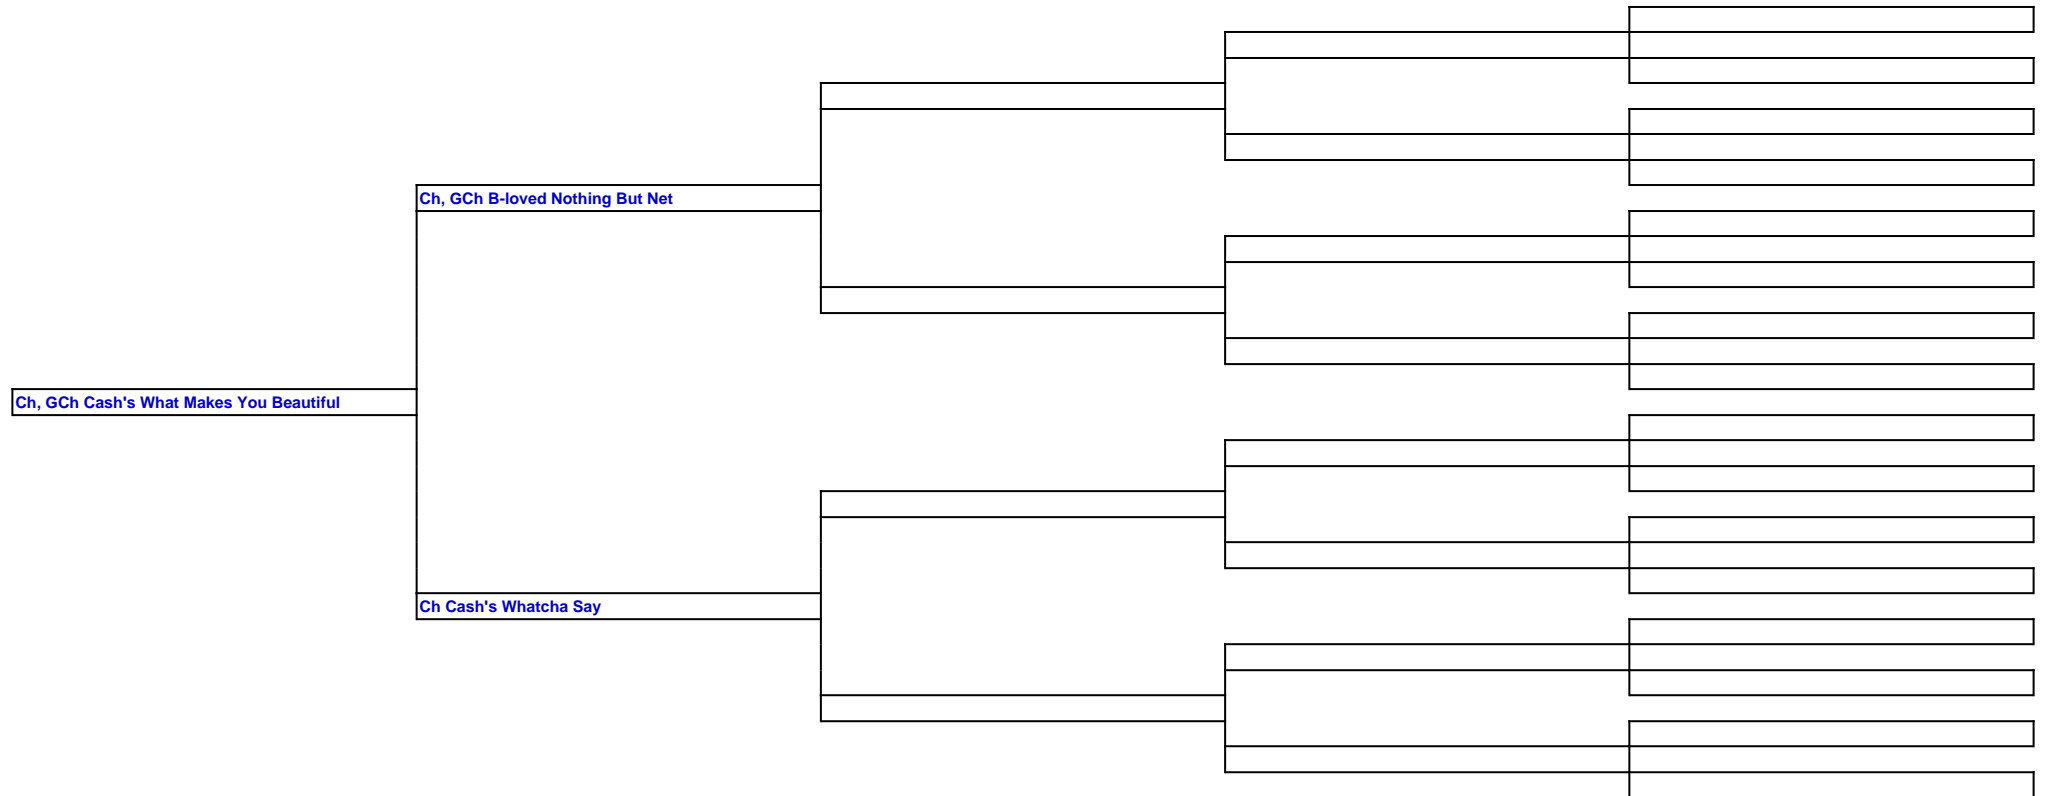 Ch, GCh B-loved Nothing But Net
Ch, GCh Cash's What Makes You Beautiful
Ch Cash's Whatcha Say